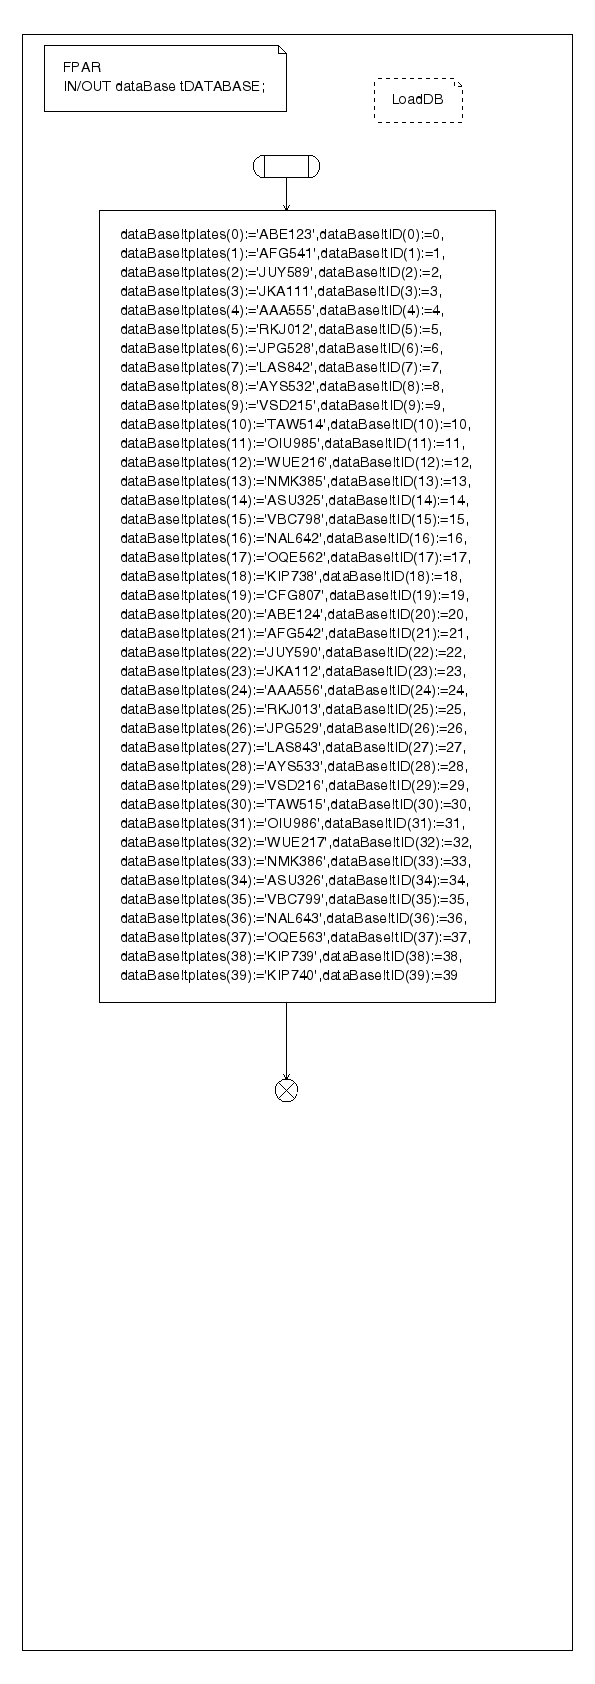 FPAR
IN/OUT dataBase tDATABASE;
LoadDB
dataBase!tplates(0):='ABE123',dataBase!tID(0):=0,
dataBase!tplates(1):='AFG541',dataBase!tID(1):=1,
dataBase!tplates(2):='JUY589',dataBase!tID(2):=2,
dataBase!tplates(3):='JKA111',dataBase!tID(3):=3,
dataBase!tplates(4):='AAA555',dataBase!tID(4):=4,
dataBase!tplates(5):='RKJ012',dataBase!tID(5):=5,
dataBase!tplates(6):='JPG528',dataBase!tID(6):=6,
dataBase!tplates(7):='LAS842',dataBase!tID(7):=7,
dataBase!tplates(8):='AYS532',dataBase!tID(8):=8,
dataBase!tplates(9):='VSD215',dataBase!tID(9):=9,
dataBase!tplates(10):='TAW514',dataBase!tID(10):=10,
dataBase!tplates(11):='OIU985',dataBase!tID(11):=11,
dataBase!tplates(12):='WUE216',dataBase!tID(12):=12,
dataBase!tplates(13):='NMK385',dataBase!tID(13):=13,
dataBase!tplates(14):='ASU325',dataBase!tID(14):=14,
dataBase!tplates(15):='VBC798',dataBase!tID(15):=15,
dataBase!tplates(16):='NAL642',dataBase!tID(16):=16,
dataBase!tplates(17):='OQE562',dataBase!tID(17):=17,
dataBase!tplates(18):='KIP738',dataBase!tID(18):=18,
dataBase!tplates(19):='CFG807',dataBase!tID(19):=19,
dataBase!tplates(20):='ABE124',dataBase!tID(20):=20,
dataBase!tplates(21):='AFG542',dataBase!tID(21):=21,
dataBase!tplates(22):='JUY590',dataBase!tID(22):=22,
dataBase!tplates(23):='JKA112',dataBase!tID(23):=23,
dataBase!tplates(24):='AAA556',dataBase!tID(24):=24,
dataBase!tplates(25):='RKJ013',dataBase!tID(25):=25,
dataBase!tplates(26):='JPG529',dataBase!tID(26):=26,
dataBase!tplates(27):='LAS843',dataBase!tID(27):=27,
dataBase!tplates(28):='AYS533',dataBase!tID(28):=28,
dataBase!tplates(29):='VSD216',dataBase!tID(29):=29,
dataBase!tplates(30):='TAW515',dataBase!tID(30):=30,
dataBase!tplates(31):='OIU986',dataBase!tID(31):=31,
dataBase!tplates(32):='WUE217',dataBase!tID(32):=32,
dataBase!tplates(33):='NMK386',dataBase!tID(33):=33,
dataBase!tplates(34):='ASU326',dataBase!tID(34):=34,
dataBase!tplates(35):='VBC799',dataBase!tID(35):=35,
dataBase!tplates(36):='NAL643',dataBase!tID(36):=36,
dataBase!tplates(37):='OQE563',dataBase!tID(37):=37,
dataBase!tplates(38):='KIP739',dataBase!tID(38):=38,
dataBase!tplates(39):='KIP740',dataBase!tID(39):=39